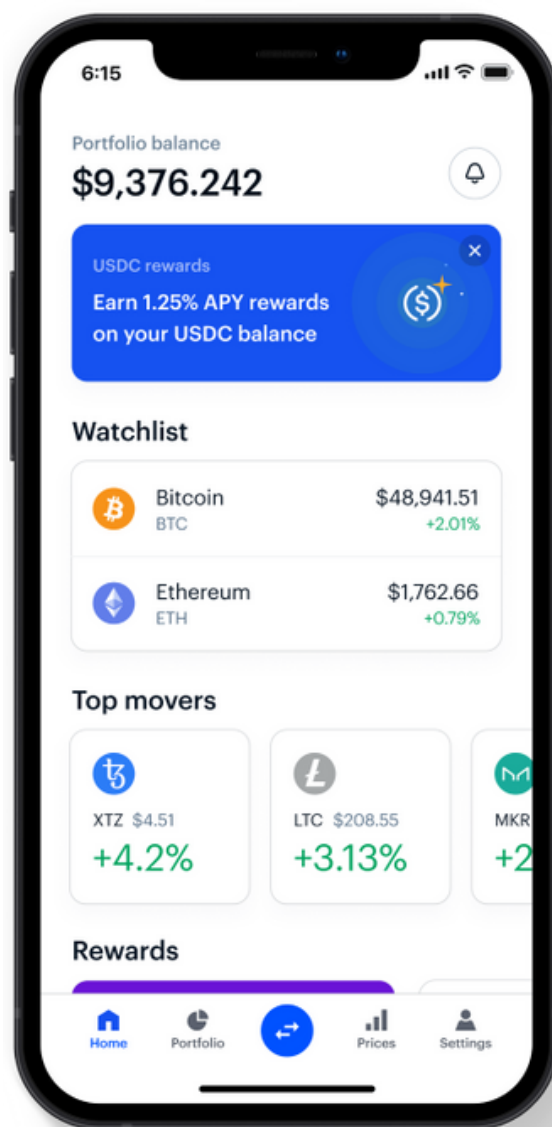 6:15
Portfolio balance
$9,376.242
USDC rewards
Earn 1.25% APY rewards
on your USDC balance
Watchlist
Bitcoin
$48,941.51
BTC
+2.01%
Ethereum
$1,762.66
ETH
+0.79%
Top movers
XTZ $4.51
+4.2%
LTC $208.55
+3.13%
MKR
+2
Rewards
Home
Portfolio
Prices
Settings